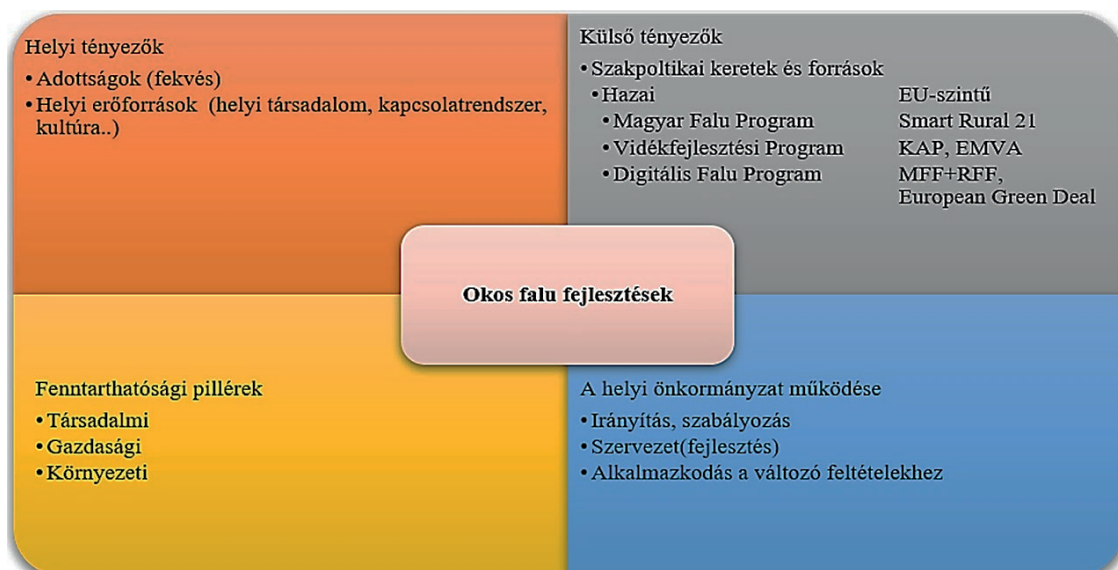 Helyi tényezők
• Adottságok (fekvés)
• Helyi erőforrások (helyi társadalom, kapcsolatrendszer,
kultúra..)
Külső tényezők
• Szakpoltikai keretek és források
• Hazai EU-szintű
• Magyar Falu Program Smart Rural 21
• Vidékfejlesztési Program KAP, EMVA
• Digitális Falu Program MFF+RFF,
European Green Deal
Okos falu fejlesztések
Fenntarthatósági pillérek
• Társadalmi
• Gazdasági
• Környezeti
A helyi önkormányzat működése
• Irányítás, szabályozás
• Szervezet(fejlesztés)
• Alkalmazkodás a változó feltételekhez